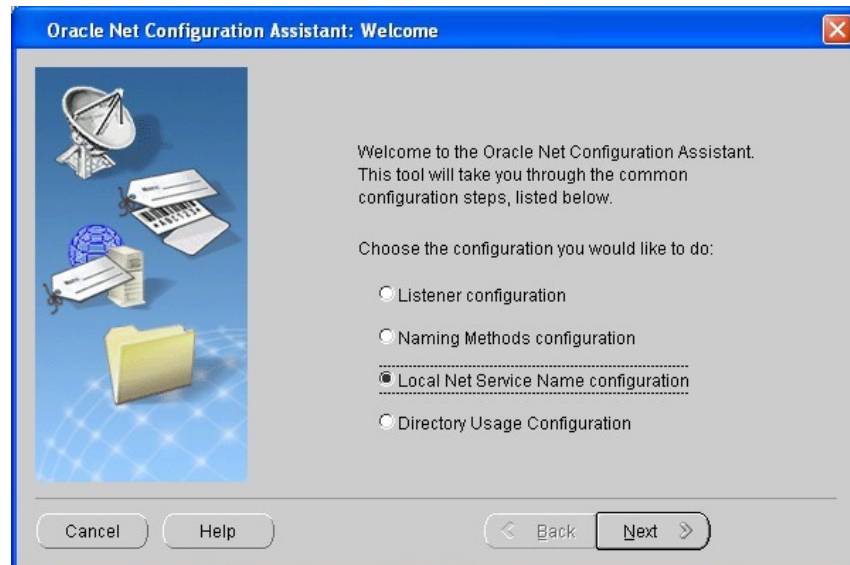 Oracle Net Configuration Assistant: Welcome
Welcome to the Oracle Net Configuration Assistant.
This tool will take you through the common
configuration steps, listed below.
Choose the configuration you would like to do:
Listener configuration
Naming Methods configuration
Local Net Service Name configuration
Directory Usage Configuration
Cancel
Help
Back
Next